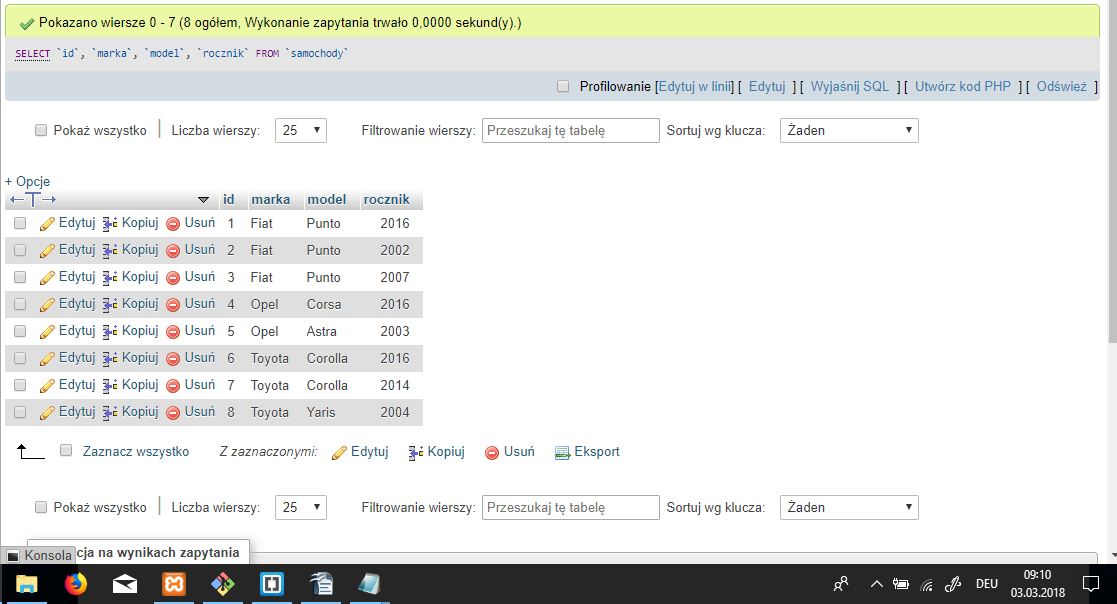 Pokazano wiersze 0 - 7 (8 ogółem, Wykonanie zapytania trwało 0,0000 sekund(y).)
SELECT `id`, `marka`, `model`, `rocznik` FROM `samochody`
Profilowanie [Edytuj w linii] [ Edytuj ] [ Wyjaśnij SQL ] [ Utwórz kod PHP ] [ Odśwież ]
Pokaż wszystko | Liczba wierszy: 25 Filtrowanie wierszy: Przeszukaj tę tabelę Sortuj wg klucza: Żaden
+ Opcje
←T→ id marka model rocznik
Edytuj Kopiuj Usuń 1 Fiat Punto 2016
Edytuj Kopiuj Usuń 2 Fiat Punto 2002
Edytuj Kopiuj Usuń 3 Fiat Punto 2007
Edytuj Kopiuj Usuń 4 Opel Corsa 2016
Edytuj Kopiuj Usuń 5 Opel Astra 2003
Edytuj Kopiuj Usuń 6 Toyota Corolla 2016
Edytuj Kopiuj Usuń 7 Toyota Corolla 2014
Edytuj Kopiuj Usuń 8 Toyota Yaris 2004
Zaznacz wszystko Z zaznaczonymi: Edytuj Kopiuj Usuń Eksport
Pokaż wszystko | Liczba wierszy: 25 Filtrowanie wierszy: Przeszukaj tę tabelę Sortuj wg klucza: Żaden
Konsola cja na wynikach zapytania
DEU 09:10
03.03.2018